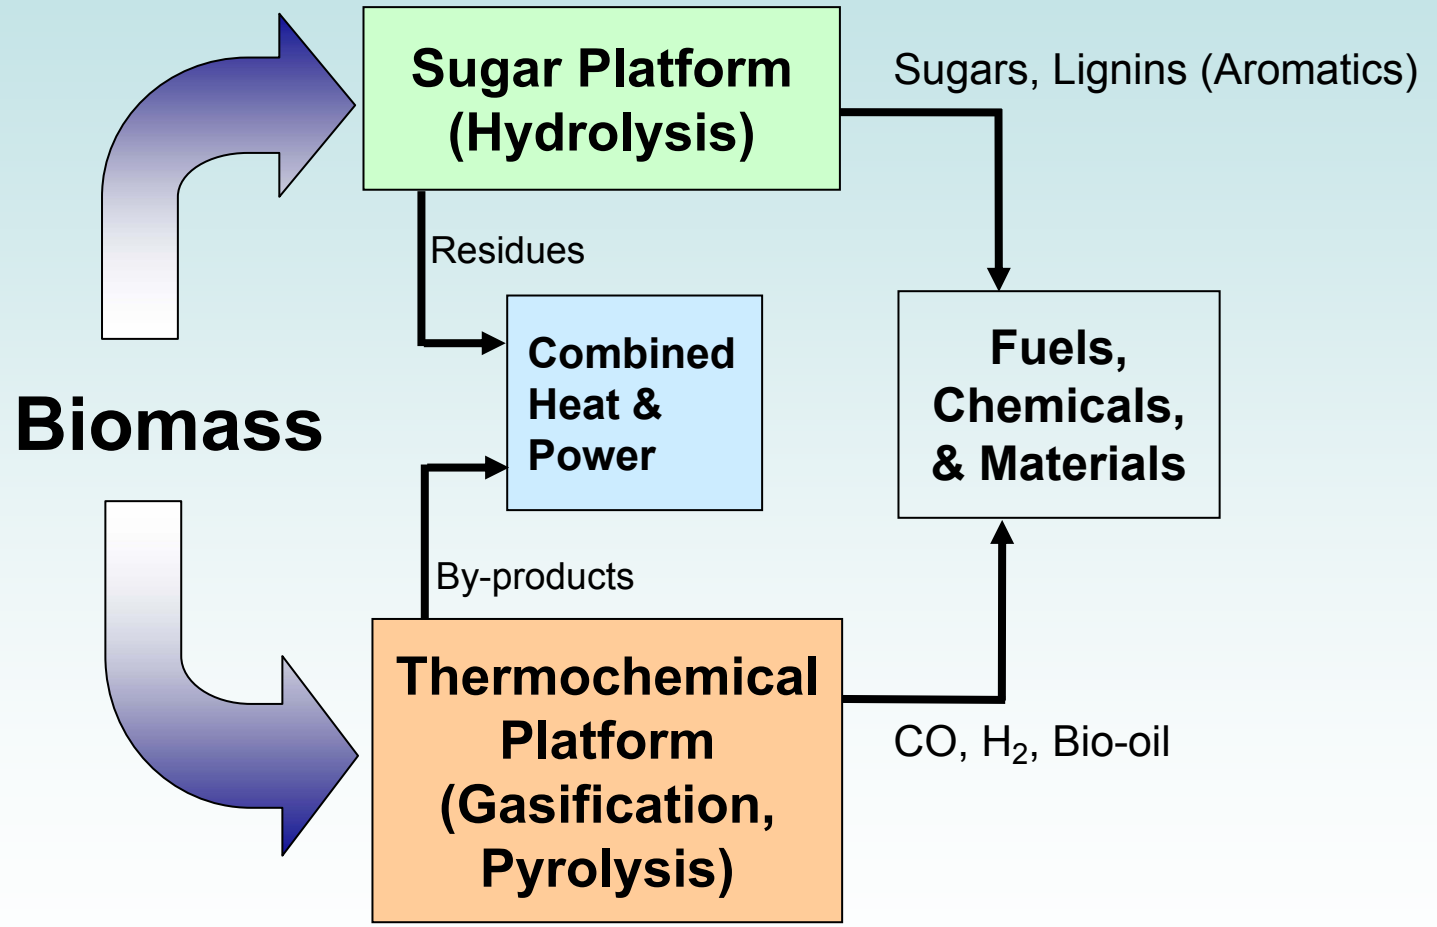 Sugar Platform
(Hydrolysis)
Sugars, Lignins (Aromatics)
Residues
Combined
Heat &
Power
Fuels,
Chemicals,
& Materials
Biomass
By-products
Thermochemical
Platform
(Gasification,
Pyrolysis)
CO, H₂, Bio-oil